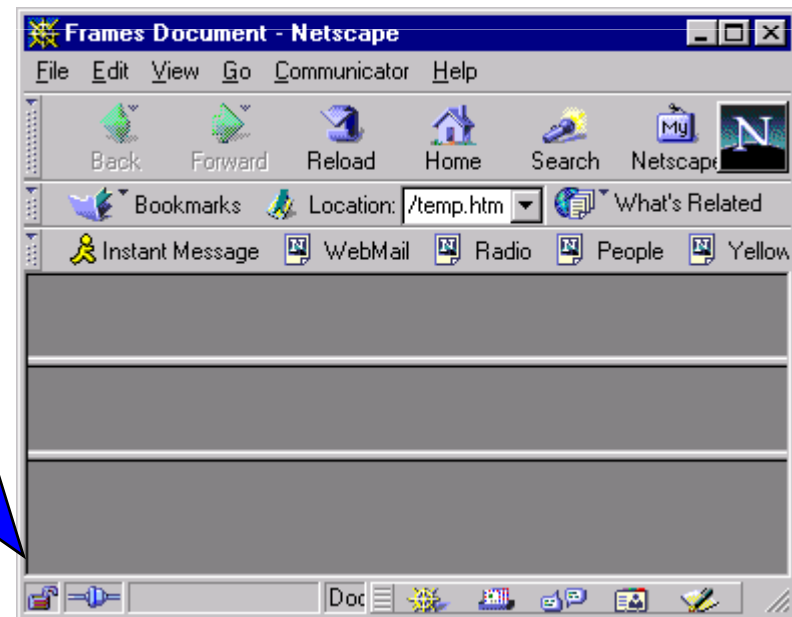 Frames Document - Netscape
File Edit View Go Communicator Help
My N
Back Forward Reload Home Search Netscape
Bookmarks Location: /temp.htm What's Related
Instant Message WebMail Radio People Yellow
Doc